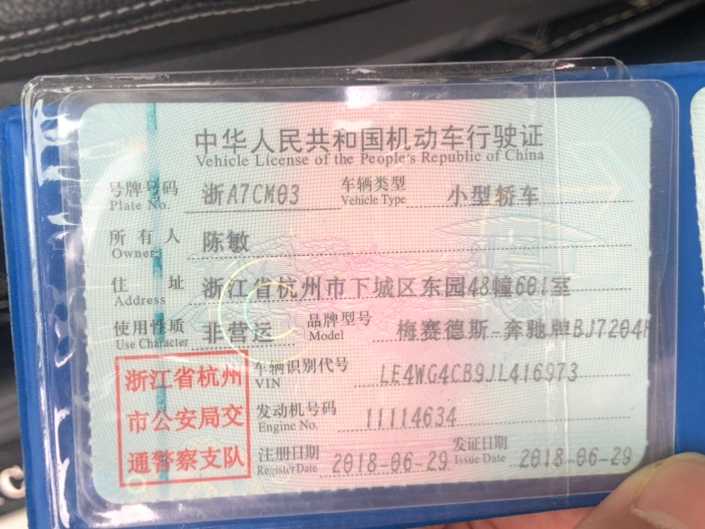 中华人民共和国机动车行驶证
Vehicle License of the People's Republic of China
号牌号码 浙A7CM03 车辆类型 小型轿车
Plate No. Vehicle Type
所有人 陈敏
Owner
住址 浙江省杭州市下城区东园48幢601室
Address
使用性质 非营运 品牌型号 梅赛德斯-奔驰牌BJ7204H
Use Character Model
浙江省杭州
市公安局交
通警察支队
车辆识别代号 LE4WG4CB9JL416973
VIN
发动机号码 11114634
Engine No.
注册日期 2018-06-29 发证日期 2018-06-29
Register Date Issue Date